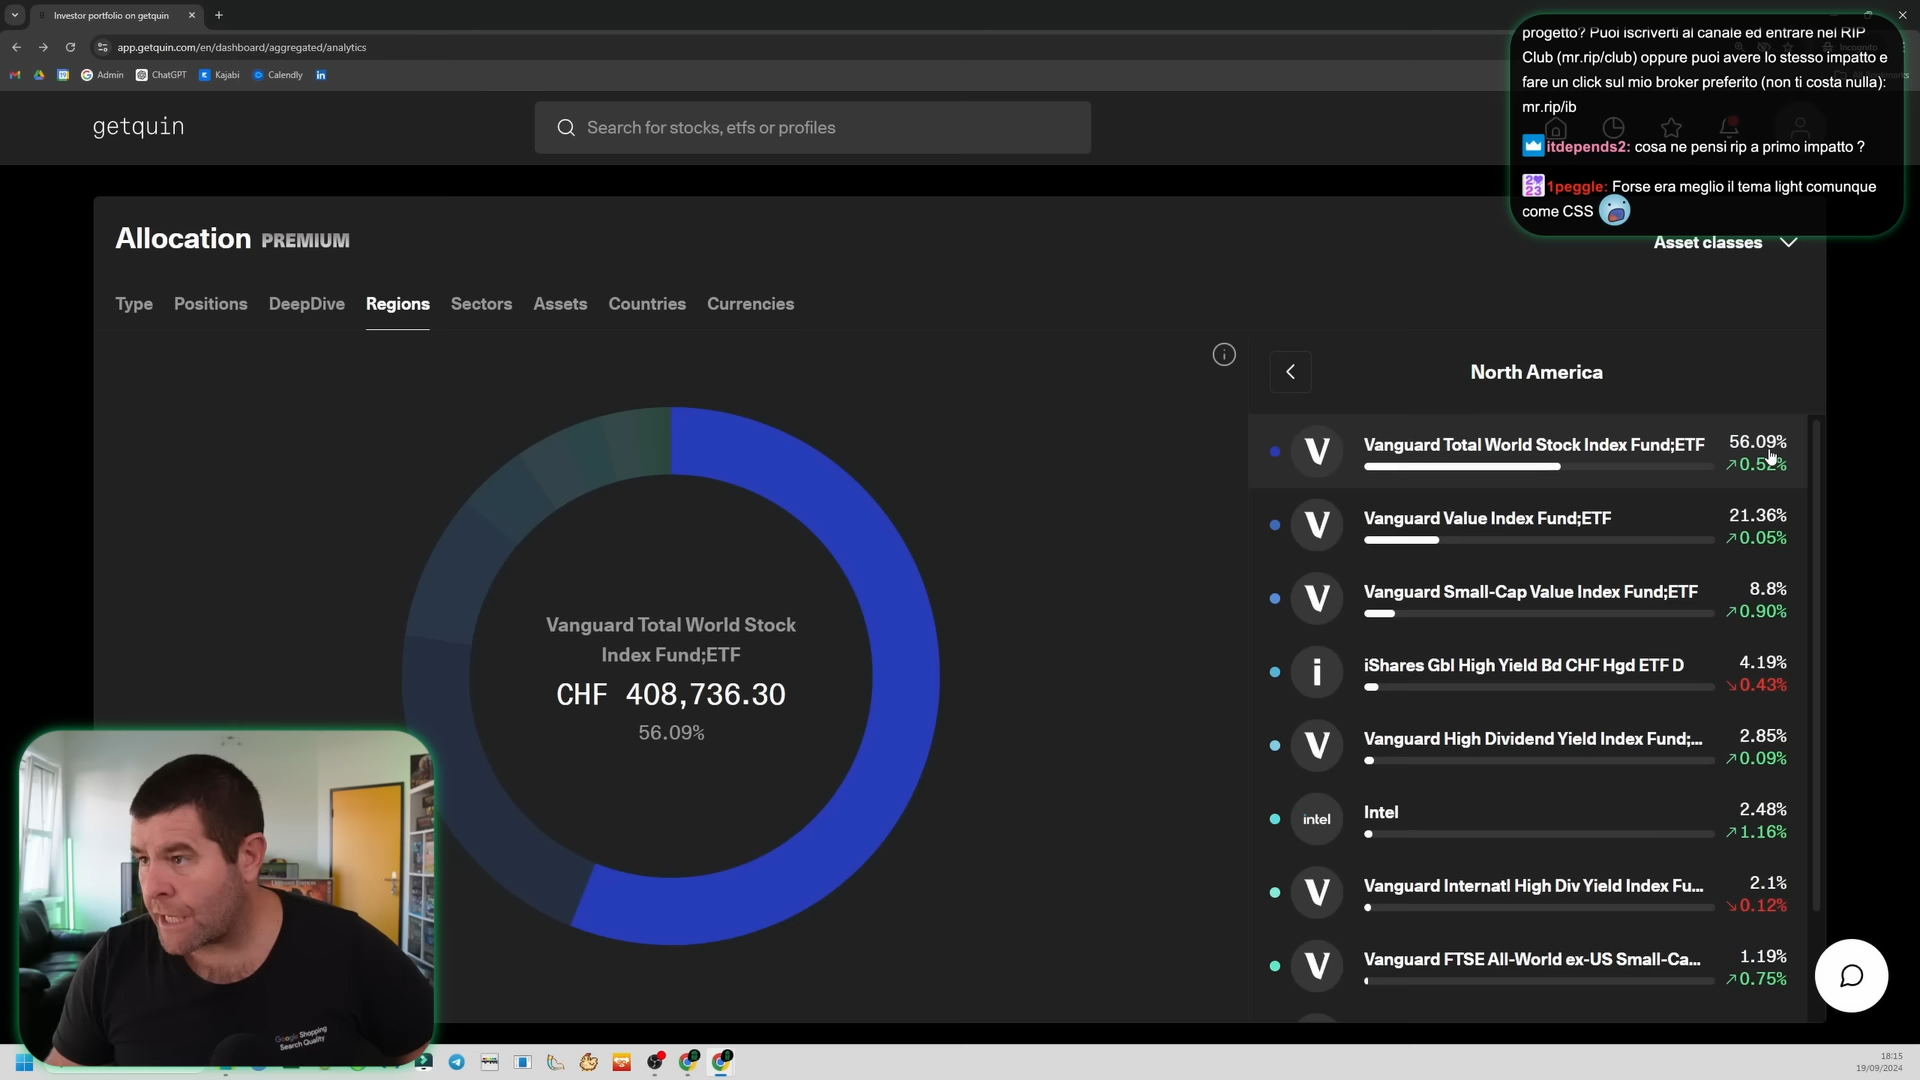 Investor portfolio on getquin
app.getquin.com/en/dashboard/aggregated/analytics
Admin
ChatGPT
Kajabi
Calendly
getquin
Search for stocks, etfs or profiles
progetto? Puoi iscriverti al canale ed entrare nel RIP
Club (mr.rip/club) oppure puoi avere lo stesso impatto e
fare un click sul mio broker preferito (non ti costa nulla):
mr.rip/ib
itdepends2: cosa ne pensi rip a primo impatto ?
1peggle: Forse era meglio il tema light comunque
come CSS
Allocation PREMIUM
Asset classes
Type
Positions
DeepDive
Regions
Sectors
Assets
Countries
Currencies
North America
Vanguard Total World Stock
Index Fund;ETF
CHF 408,736.30
56.09%
Vanguard Total World Stock Index Fund;ETF
56.09%
0.52%
Vanguard Value Index Fund;ETF
21.36%
0.05%
Vanguard Small-Cap Value Index Fund;ETF
8.8%
0.90%
iShares Gbl High Yield Bd CHF Hgd ETF D
4.19%
0.43%
Vanguard High Dividend Yield Index Fund;...
2.85%
0.09%
intel
Intel
2.48%
1.16%
Vanguard Internatl High Div Yield Index Fu...
2.1%
0.12%
Vanguard FTSE All-World ex-US Small-Ca...
1.19%
0.75%
Google Shopping
Search Quality
18:15
19/09/2024